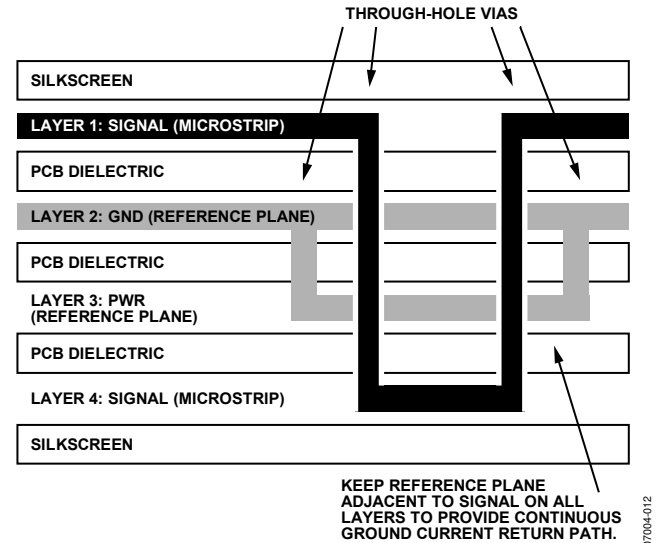 THROUGH-HOLE VIAS
SILKSCREEN
LAYER 1: SIGNAL (MICROSTRIP)
PCB DIELECTRIC
LAYER 2: GND (REFERENCE PLANE)
PCB DIELECTRIC
LAYER 3: PWR
(REFERENCE PLANE)
PCB DIELECTRIC
LAYER 4: SIGNAL (MICROSTRIP)
SILKSCREEN
KEEP REFERENCE PLANE
ADJACENT TO SIGNAL ON ALL
LAYERS TO PROVIDE CONTINUOUS
GROUND CURRENT RETURN PATH.
07004-012